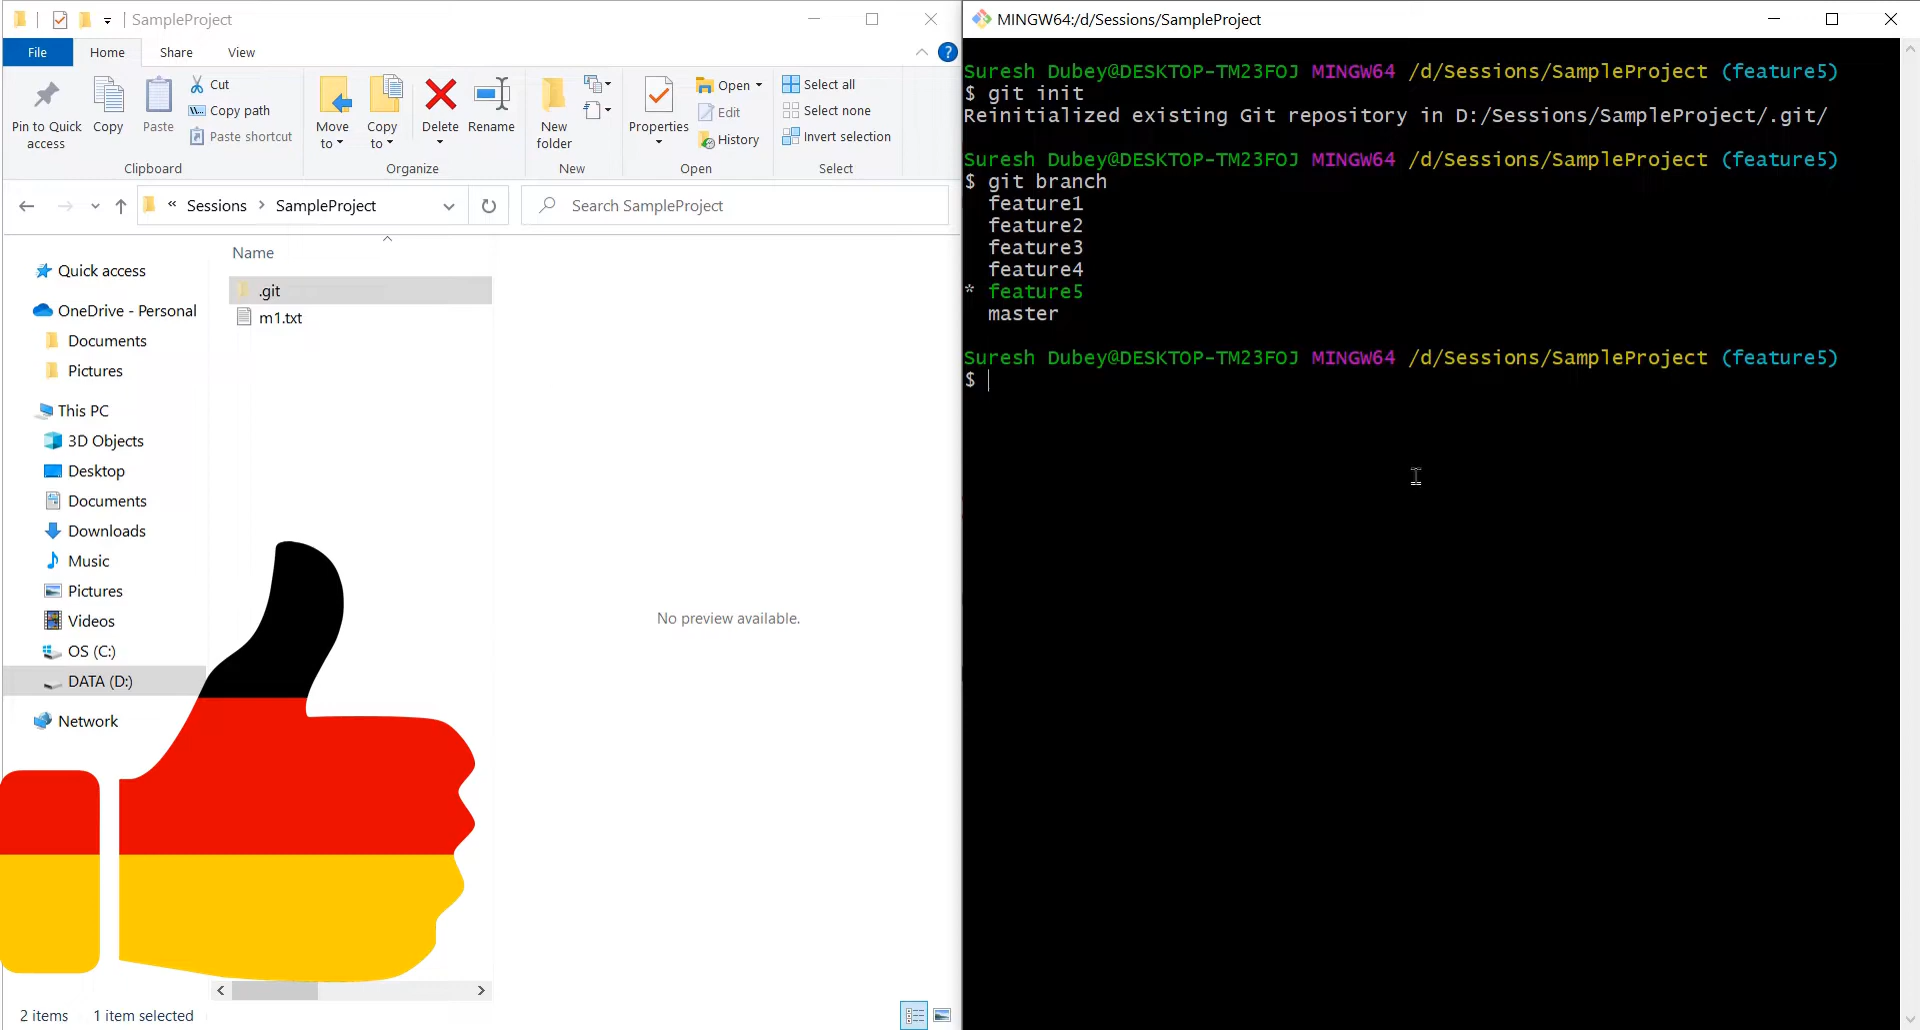 SampleProject
File Home Share View
Pin to Quick access
Copy
Paste
Cut
Copy path
Paste shortcut
Clipboard
Move to
Copy to
Delete
Rename
Organize
New folder
New
Properties
Open
Edit
History
Open
Select all
Select none
Invert selection
Select
« Sessions > SampleProject
Search SampleProject
Quick access
OneDrive - Personal
Documents
Pictures
This PC
3D Objects
Desktop
Documents
Downloads
Music
Pictures
Videos
OS (C:)
DATA (D:)
Network
Name
.git
m1.txt
No preview available.
2 items 1 item selected
MINGW64:/d/Sessions/SampleProject
Suresh Dubey@DESKTOP-TM23FOJ MINGW64 /d/Sessions/SampleProject (feature5)
$ git init
Reinitialized existing Git repository in D:/Sessions/SampleProject/.git/
Suresh Dubey@DESKTOP-TM23FOJ MINGW64 /d/Sessions/SampleProject (feature5)
$ git branch
feature1
feature2
feature3
feature4
* feature5
master
Suresh Dubey@DESKTOP-TM23FOJ MINGW64 /d/Sessions/SampleProject (feature5)
$